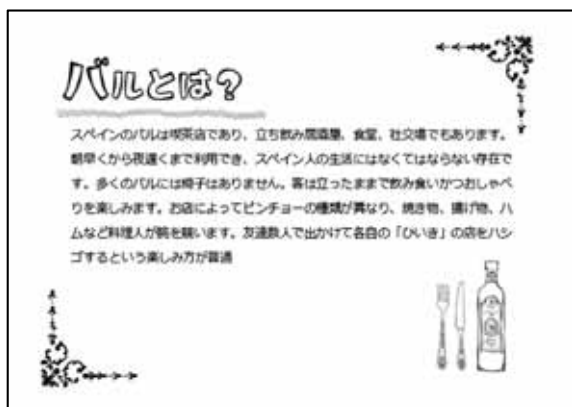 バルとは?
スペインのバルは喫茶店であり、立ち飲み居酒屋、食堂、社交場でもあります。
朝早くから夜遅くまで利用でき、スペイン人の生活にはなくてはならない存在で
す。多くのバルには椅子はありません。客は立ったままで飲み食いかつおしゃべ
りを楽しみます。お店によってピンチョーの種類が異なり、焼き物、揚げ物、ハ
ムなど料理人が腕を競います。友達数人で出かけて各自の「ひいき」の店をハシ
ゴするという楽しみ方が普通